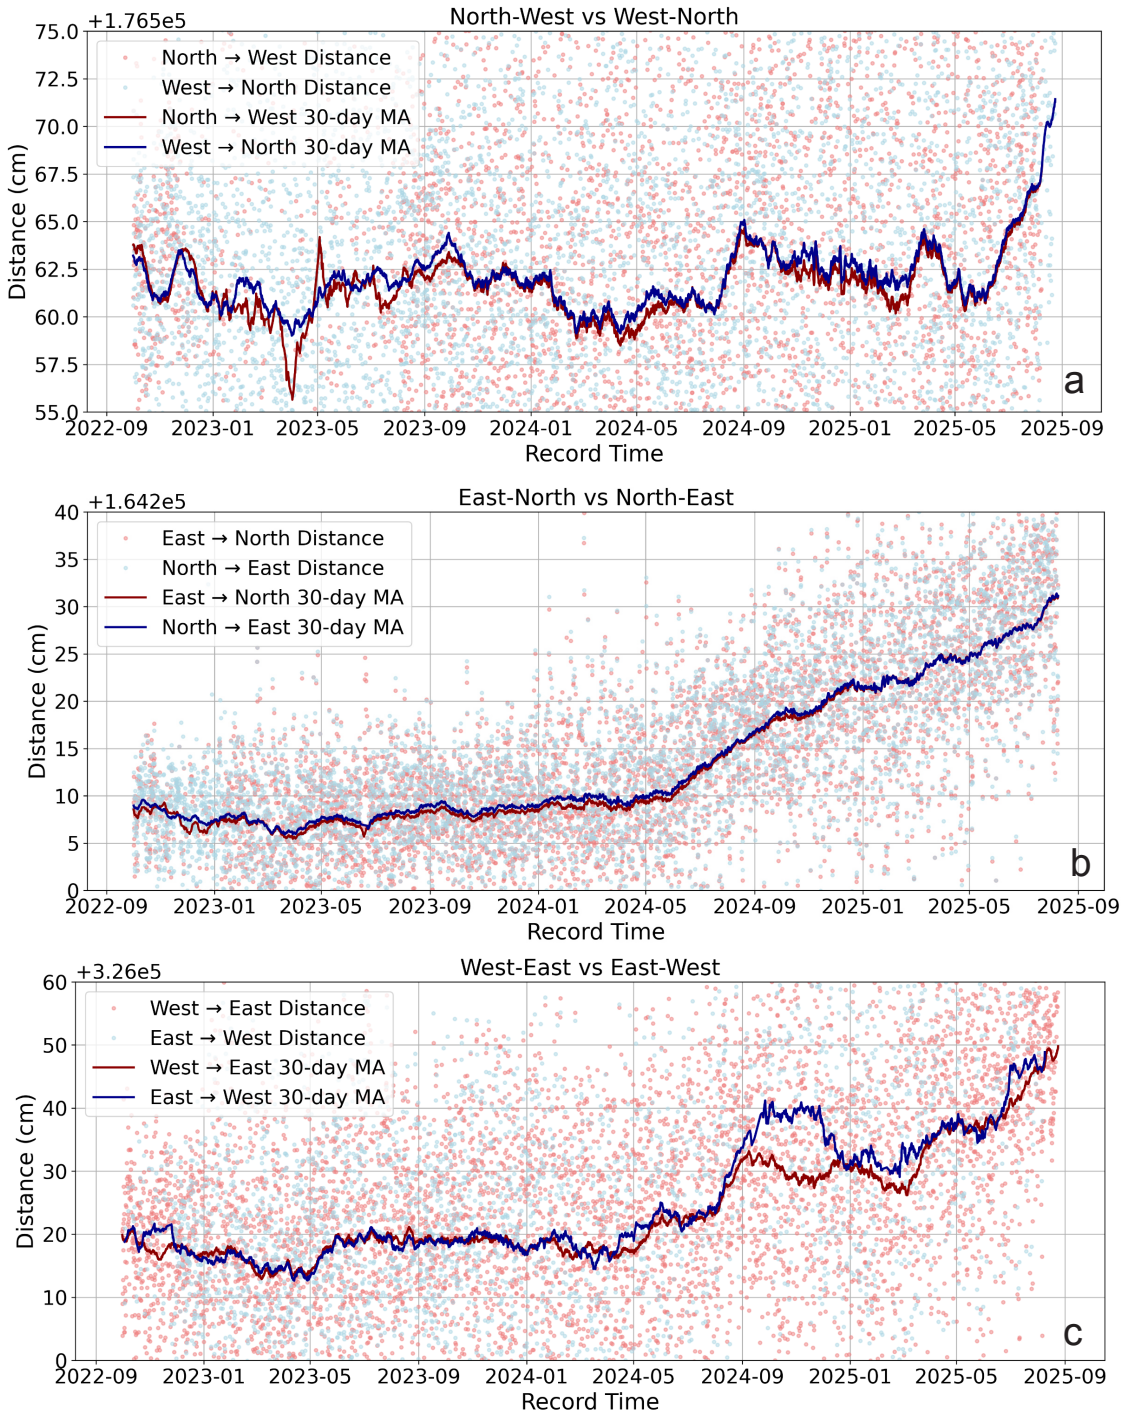 North-West vs West-North
+1.765e5
75.0
72.5
70.0
67.5
65.0
62.5
60.0
57.5
55.0
Distance (cm)
North → West Distance
West → North Distance
North → West 30-day MA
West → North 30-day MA
a
2022-09 2023-01 2023-05 2023-09 2024-01 2024-05 2024-09 2025-01 2025-05 2025-09
Record Time
East-North vs North-East
+1.642e5
40
35
30
25
20
15
10
5
0
Distance (cm)
East → North Distance
North → East Distance
East → North 30-day MA
North → East 30-day MA
b
2022-09 2023-01 2023-05 2023-09 2024-01 2024-05 2024-09 2025-01 2025-05 2025-09
Record Time
West-East vs East-West
+3.26e5
60
50
40
30
20
10
0
Distance (cm)
West → East Distance
East → West Distance
West → East 30-day MA
East → West 30-day MA
c
2022-09 2023-01 2023-05 2023-09 2024-01 2024-05 2024-09 2025-01 2025-05 2025-09
Record Time